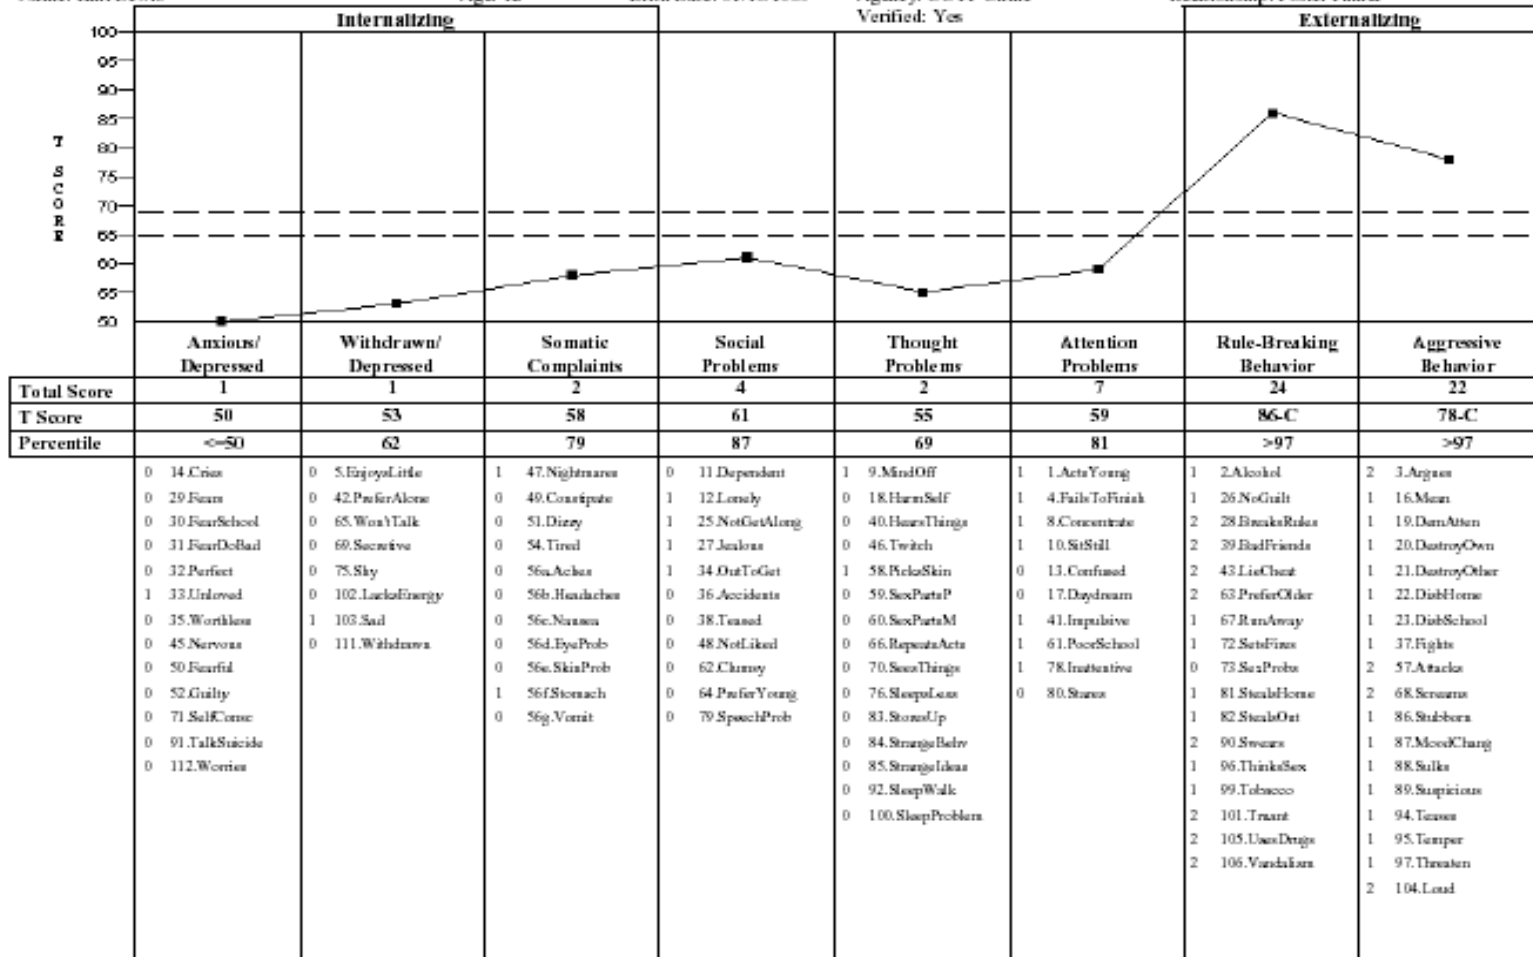 Internalizing
Verified: Yes
Externalizing
100
95
90
85
80
75
70
65
60
55
50
T SCORE
Anxious/ Depressed
Withdrawn/ Depressed
Somatic Complaints
Social Problems
Thought Problems
Attention Problems
Rule-Breaking Behavior
Aggressive Behavior
Total Score 1 1 2 4 2 7 24 22
T Score 50 53 58 61 55 59 86-C 78-C
Percentile <=50 62 79 87 69 81 >97 >97
0 14.Cries
0 29.Fears
0 30.FearSchool
0 31.FearDoBad
0 32.Perfect
1 33.Unloved
0 35.Worthless
0 45.Nervous
0 50.Fearful
0 52.Guilty
0 71.SelfConsc
0 91.TalkSuicide
0 112.Worries
0 5.EnjoysLittle
0 42.PreferAlone
0 65.Won'tTalk
0 69.Secretive
0 75.Shy
0 102.LacksEnergy
1 103.Sad
0 111.Withdrawn
1 47.Nightmares
0 49.Constipate
0 51.Dizzy
0 54.Tired
0 56a.Aches
0 56b.Headaches
0 56c.Nausea
0 56d.EyeProb
0 56e.SkinProb
1 56f.Stomach
0 56g.Vomit
0 11.Dependent
1 12.Lonely
1 25.NotGetAlong
1 27.Jealous
1 34.OutToGet
0 36.Accidents
0 38.Teased
0 48.NotLiked
0 62.Clumsy
0 64.PreferYoung
0 79.SpeechProb
1 9.MindOff
0 18.HarmSelf
0 40.HearsThings
0 46.Twitch
1 58.PicksSkin
0 59.SexPartsP
0 60.SexPartsM
0 66.RepeatsActs
0 70.SeesThings
0 76.SleepsLess
0 83.StoresUp
0 84.StrangeBehv
0 85.StrangeIdeas
0 92.SleepWalk
0 100.SleepProblem
1 1.ActsYoung
1 4.FailsToFinish
1 8.Concentrate
1 10.SitStill
0 13.Confused
0 17.Daydream
1 41.Impulsive
1 61.PoorSchool
1 78.Inattentive
0 80.Stares
1 2.Alcohol
1 26.NoGuilt
2 28.BreaksRules
2 39.BadFriends
2 43.LieCheat
2 63.PreferOlder
1 67.RunAway
1 72.SetsFires
0 73.SexProbs
1 81.StealsHome
1 82.StealsOut
2 90.Swears
1 96.ThinksSex
1 99.Tobacco
2 101.Truant
2 105.UsesDrugs
2 106.Vandalism
2 3.Argues
1 16.Mean
1 19.DemAtten
1 20.DestroyOwn
1 21.DestroyOther
1 22.DisbHome
1 23.DisbSchool
1 37.Fights
2 57.Attacks
2 68.Screams
1 86.Stubborn
1 87.MoodChang
1 88.Sulks
1 89.Suspicious
1 94.Teases
1 95.Temper
1 97.Threaten
2 104.Loud